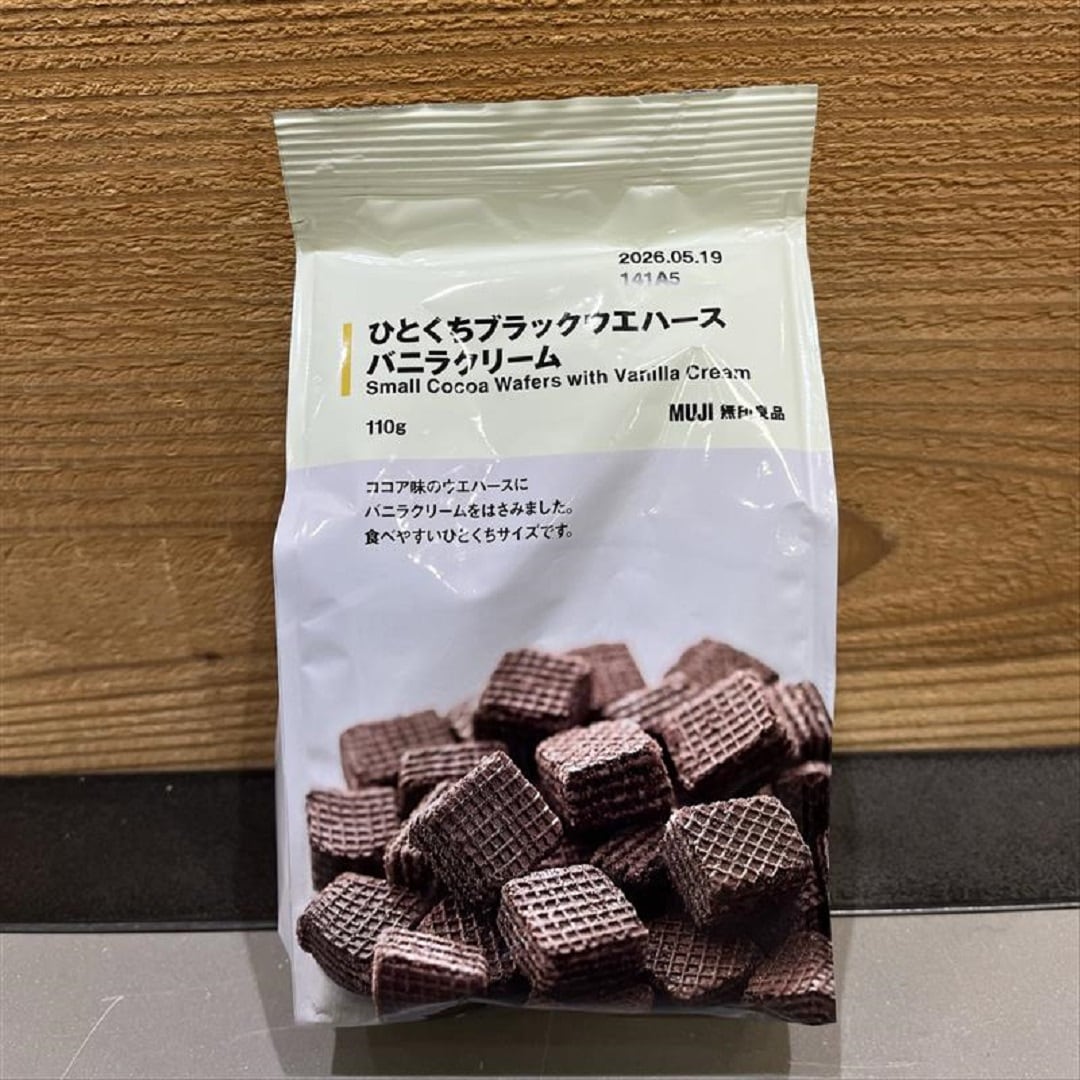 2026.05.19
141A5
ひとくちブラックウエハース
バニラクリーム
Small Cocoa Wafers with Vanilla Cream
110g
MUJI 無印良品
ココア味のウエハースに
バニラクリームをはさみました。
食べやすいひとくちサイズです。